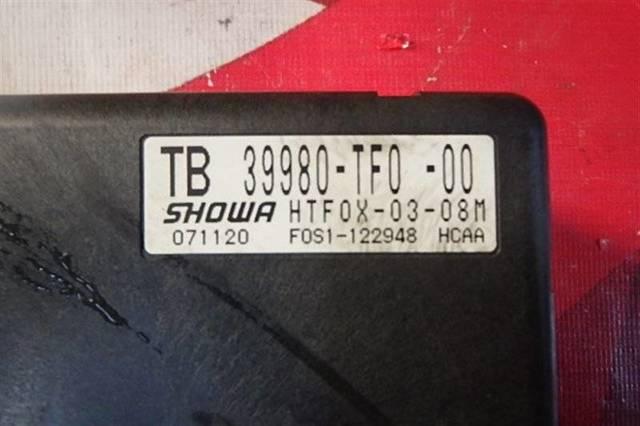 TB 39980-TF0 -00
SHOWA HTF0X-03-08M
071120 F0S1-122948 HCAA